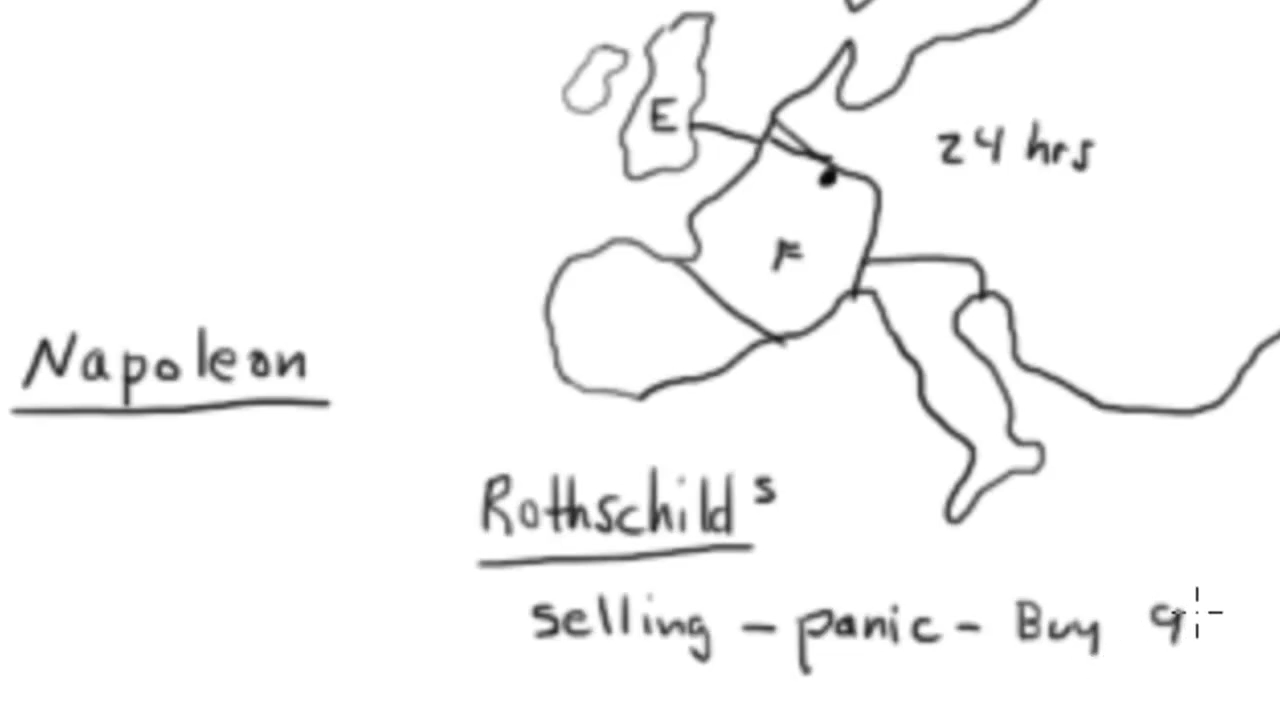 E
24 hrs
F
Napoleon
Rothschilds
selling - panic - Buy